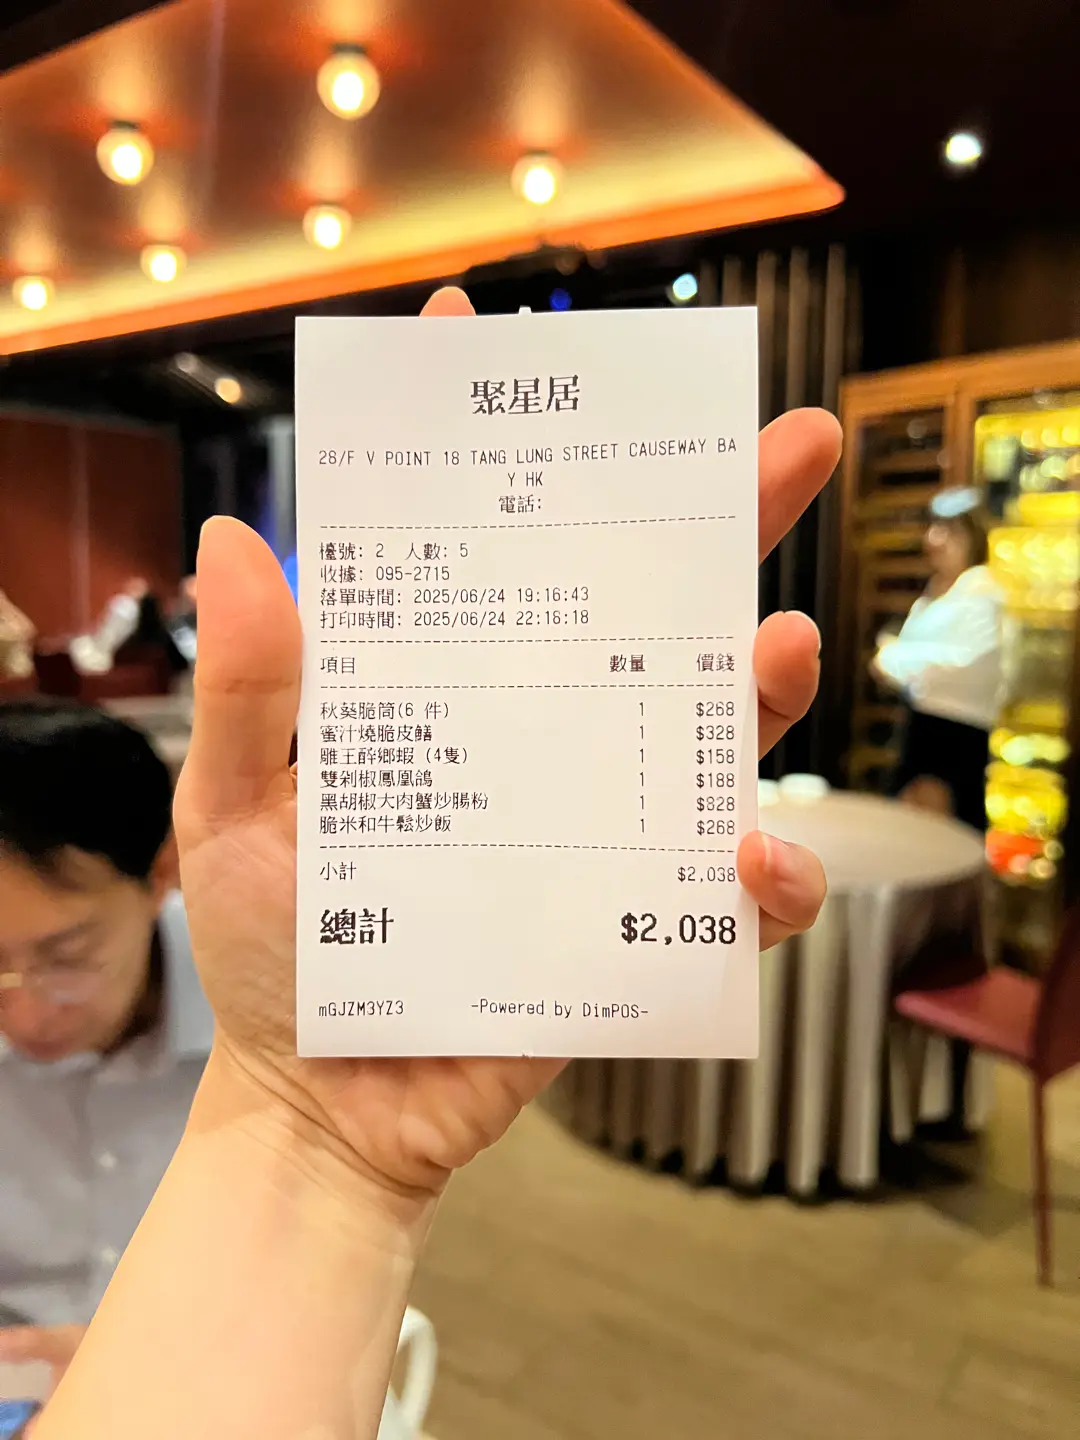 聚星居
28/F V POINT 18 TANG LUNG STREET CAUSEWAY BA
Y HK
電話:
檯號: 2 人數: 5
收據: 095-2715
落單時間: 2025/06/24 19:16:43
打印時間: 2025/06/24 22:18:18
項目 數量 價錢
秋葵脆筒(6 件) 1 $268
蜜汁燒脆皮鱔 1 $328
雕王醉鄉蝦 (4隻) 1 $158
雙剁椒鳳凰鴿 1 $188
黑胡椒大肉蟹炒腸粉 1 $828
脆米和牛鬆炒飯 1 $268
小計 $2,038
總計 $2,038
mGJZM3YZ3 -Powered by DimPOS-